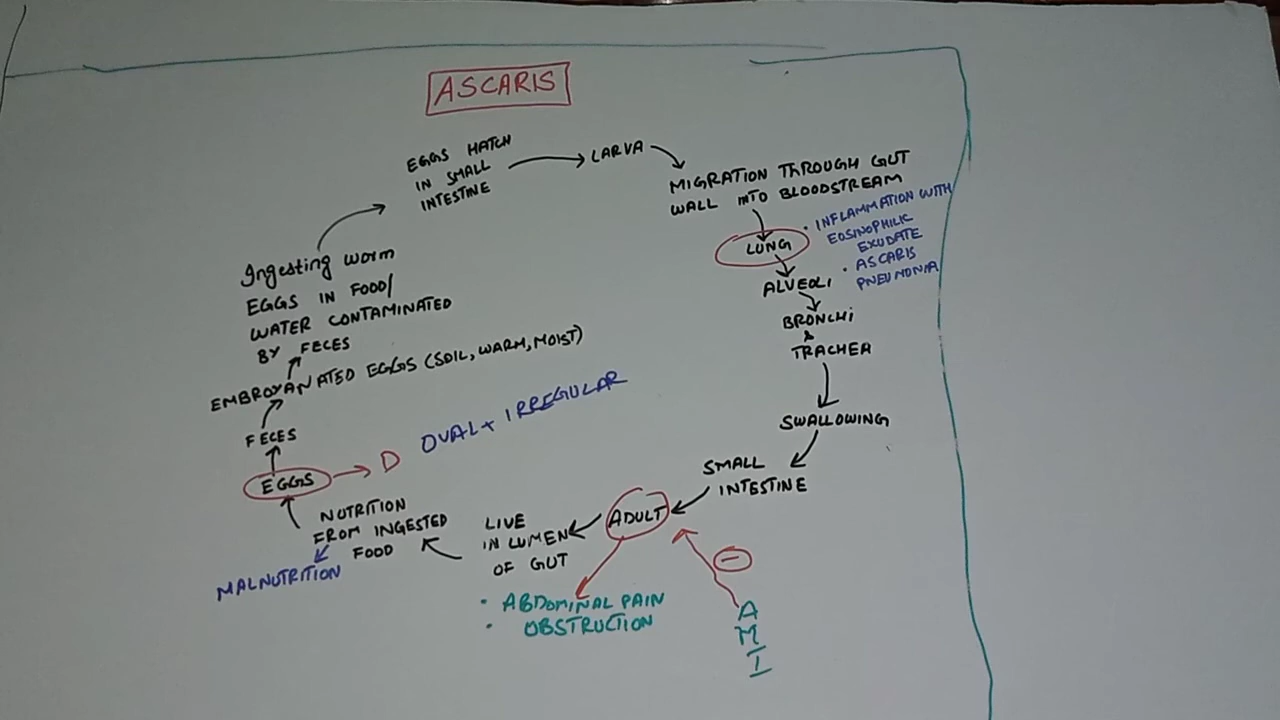 ASCARIS
EGGS HATCH
IN SMALL
INTESTINE
LARVA
MIGRATION THROUGH GUT
WALL INTO BLOODSTREAM
LUNG
• INFLAMMATION WITH
EOSINOPHILIC
EXUDATE
• ASCARIS
PNEUMONIA
ALVEOLI
BRONCHI
&
TRACHEA
SWALLOWING
SMALL
INTESTINE
ADULT
LIVE
IN LUMEN
OF GUT
• ABDOMINAL PAIN
• OBSTRUCTION
−
A
M
I
NUTRITION
FROM INGESTED
FOOD
MALNUTRITION
EGGS
D
OVAL + IRREGULAR
FECES
EMBROYANATED EGGS (SOIL, WARM, MOIST)
Ingesting worm
EGGS IN FOOD/
WATER CONTAMINATED
BY FECES